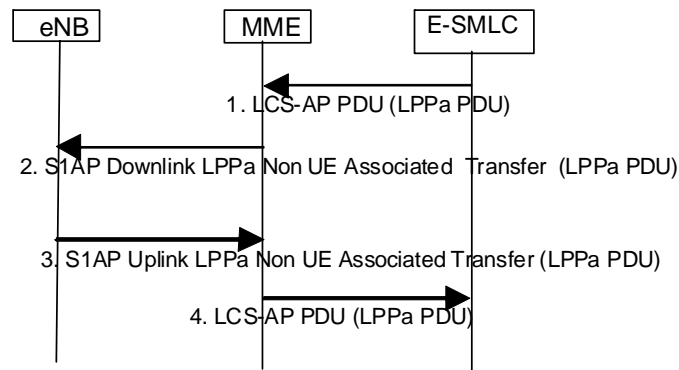 eNB MME E-SMLC
1. LCS-AP PDU (LPPa PDU)
2. S1AP Downlink LPPa Non UE Associated Transfer (LPPa PDU)
3. S1AP Uplink LPPa Non UE Associated Transfer (LPPa PDU)
4. LCS-AP PDU (LPPa PDU)